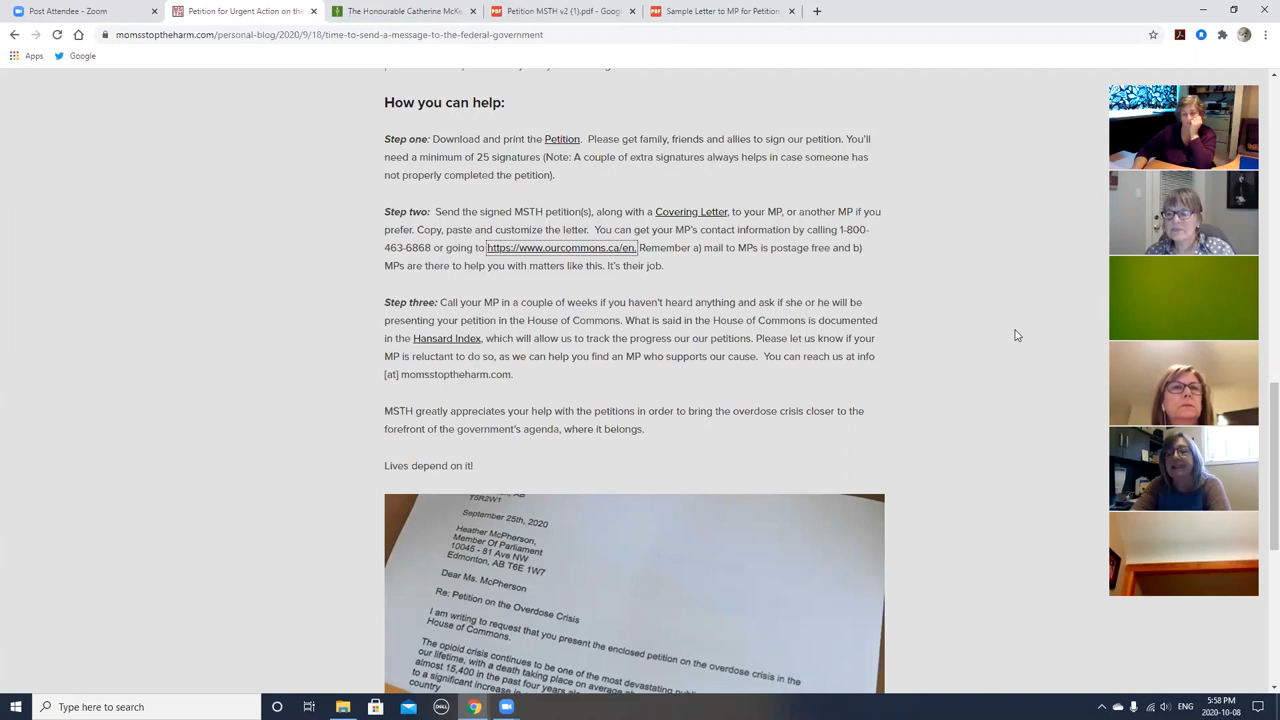 Post Attendee - Zoom
Petition for Urgent Action on the
The Honourable Catherine McKe
Petition MSTH v2 (1).pdf - Googl
Sample Letter to MP for Petition
momsstoptheharm.com/personal-blog/2020/9/18/time-to-send-a-message-to-the-federal-government
Apps
Google
How you can help:
Step one: Download and print the Petition. Please get family, friends and allies to sign our petition. You'll
need a minimum of 25 signatures (Note: A couple of extra signatures always helps in case someone has
not properly completed the petition).
Step two: Send the signed MSTH petition(s), along with a Covering Letter, to your MP, or another MP if you
prefer. Copy, paste and customize the letter. You can get your MP's contact information by calling 1-800-
463-6868 or going to https://www.ourcommons.ca/en. Remember a) mail to MPs is postage free and b)
MPs are there to help you with matters like this. It's their job.
Step three: Call your MP in a couple of weeks if you haven't heard anything and ask if she or he will be
presenting your petition in the House of Commons. What is said in the House of Commons is documented
in the Hansard Index, which will allow us to track the progress our our petitions. Please let us know if your
MP is reluctant to do so, as we can help you find an MP who supports our cause. You can reach us at info
[at] momsstoptheharm.com.
MSTH greatly appreciates your help with the petitions in order to bring the overdose crisis closer to the
forefront of the government's agenda, where it belongs.
Lives depend on it!
AB
T5R2W1
September 25th, 2020
Heather McPherson,
Member Of Parliament
10045 - 81 Ave NW
Edmonton, AB T6E 1W7
Dear Ms. McPherson
Re: Petition on the Overdose Crisis
I am writing to request that you present the enclosed petition on the overdose crisis in the
House of Commons.
The opioid crisis continues to be one of the most devastating
our lifetime, with a death taking place on average
almost 15,400 in the past four years
to a significant increase in
country
Type here to search
DELL
ENG
5:58 PM
2020-10-08